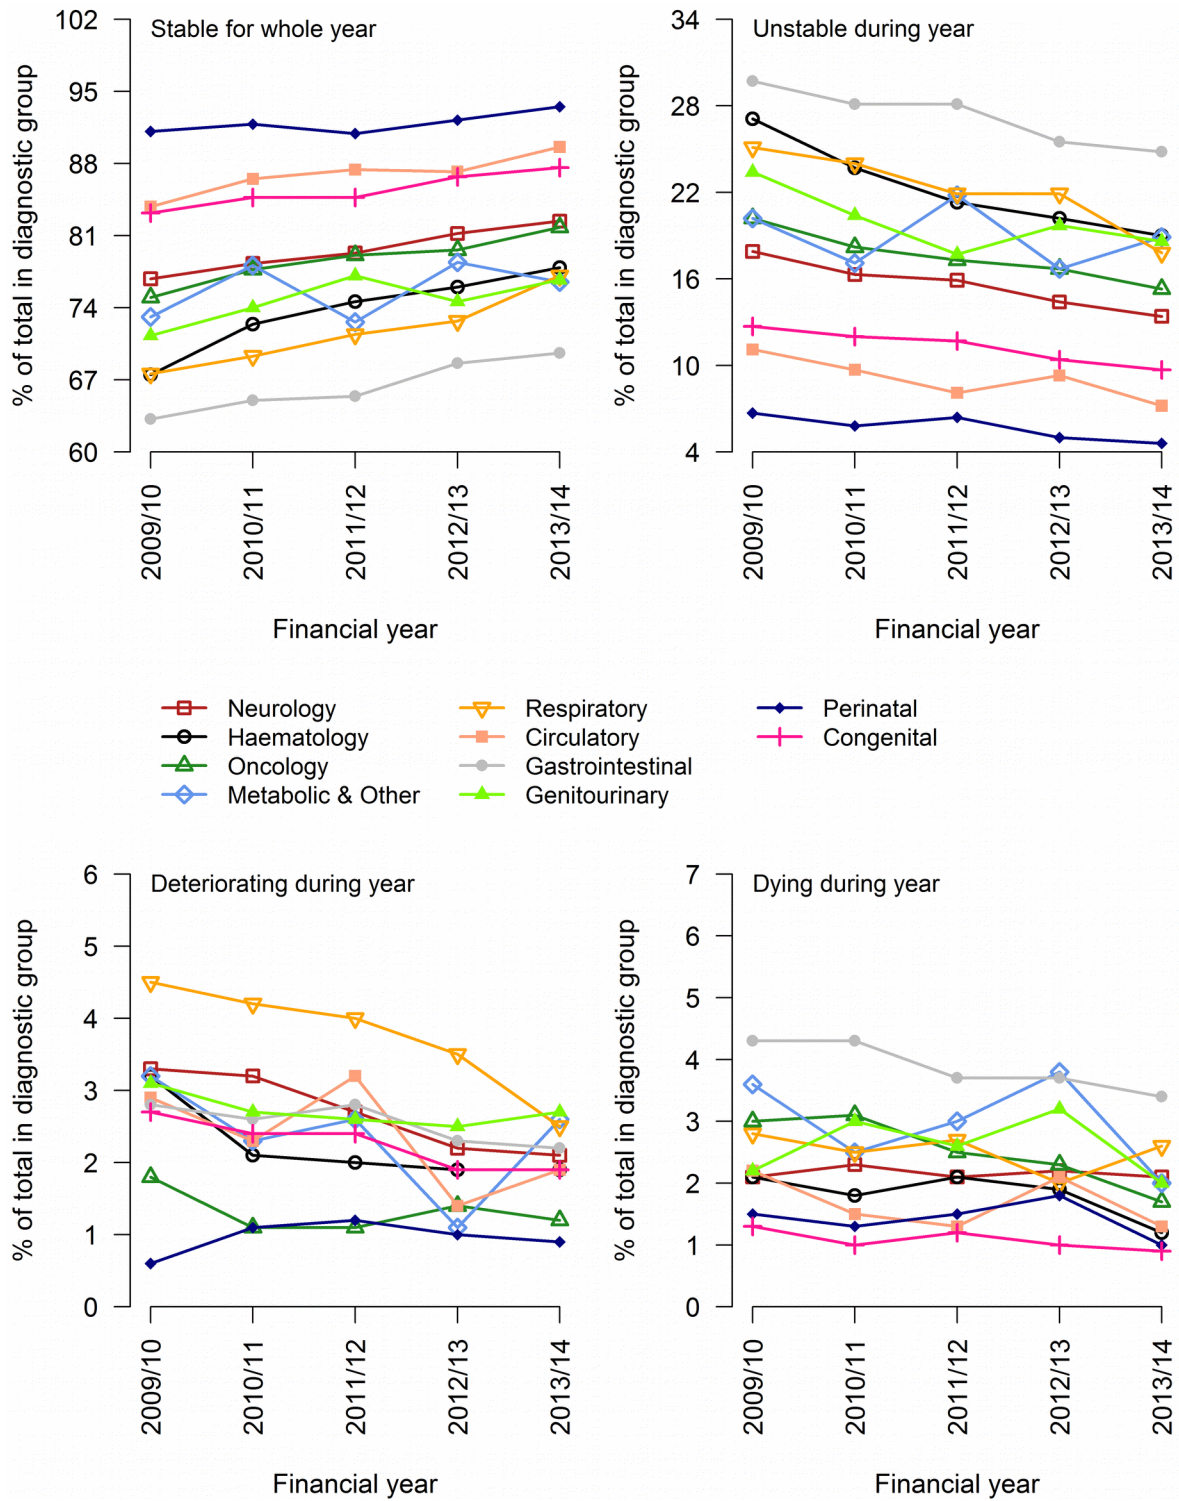 Stable for whole year
% of total in diagnostic group
102
95
88
81
74
67
60
2009/10
2010/11
2011/12
2012/13
2013/14
Financial year
Unstable during year
% of total in diagnostic group
34
28
22
16
10
4
2009/10
2010/11
2011/12
2012/13
2013/14
Financial year
Neurology
Haematology
Oncology
Metabolic & Other
Respiratory
Circulatory
Gastrointestinal
Genitourinary
Perinatal
Congenital
Deteriorating during year
% of total in diagnostic group
6
5
4
3
2
1
0
2009/10
2010/11
2011/12
2012/13
2013/14
Financial year
Dying during year
% of total in diagnostic group
7
6
5
4
3
2
1
0
2009/10
2010/11
2011/12
2012/13
2013/14
Financial year